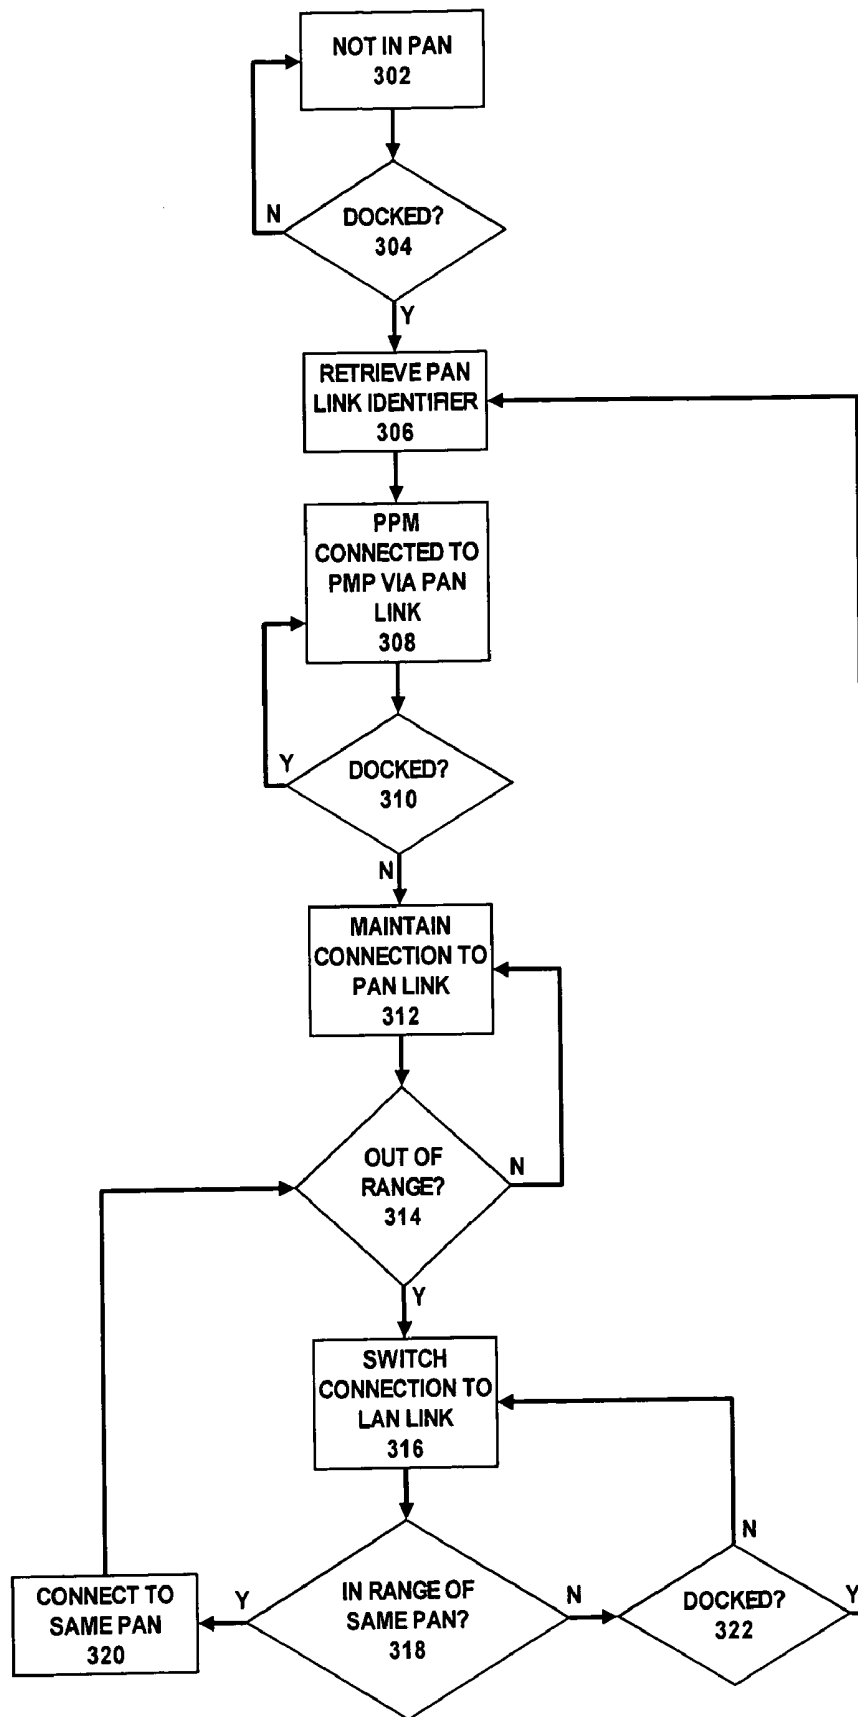 NOT IN PAN
302
DOCKED?
304
N
Y
RETRIEVE PAN
LINK IDENTIFIER
306
PPM
CONNECTED TO
PMP VIA PAN
LINK
308
DOCKED?
310
Y
N
MAINTAIN
CONNECTION TO
PAN LINK
312
OUT OF
RANGE?
314
N
Y
SWITCH
CONNECTION TO
LAN LINK
316
IN RANGE OF
SAME PAN?
318
Y
N
CONNECT TO
SAME PAN
320
DOCKED?
322
N
Y